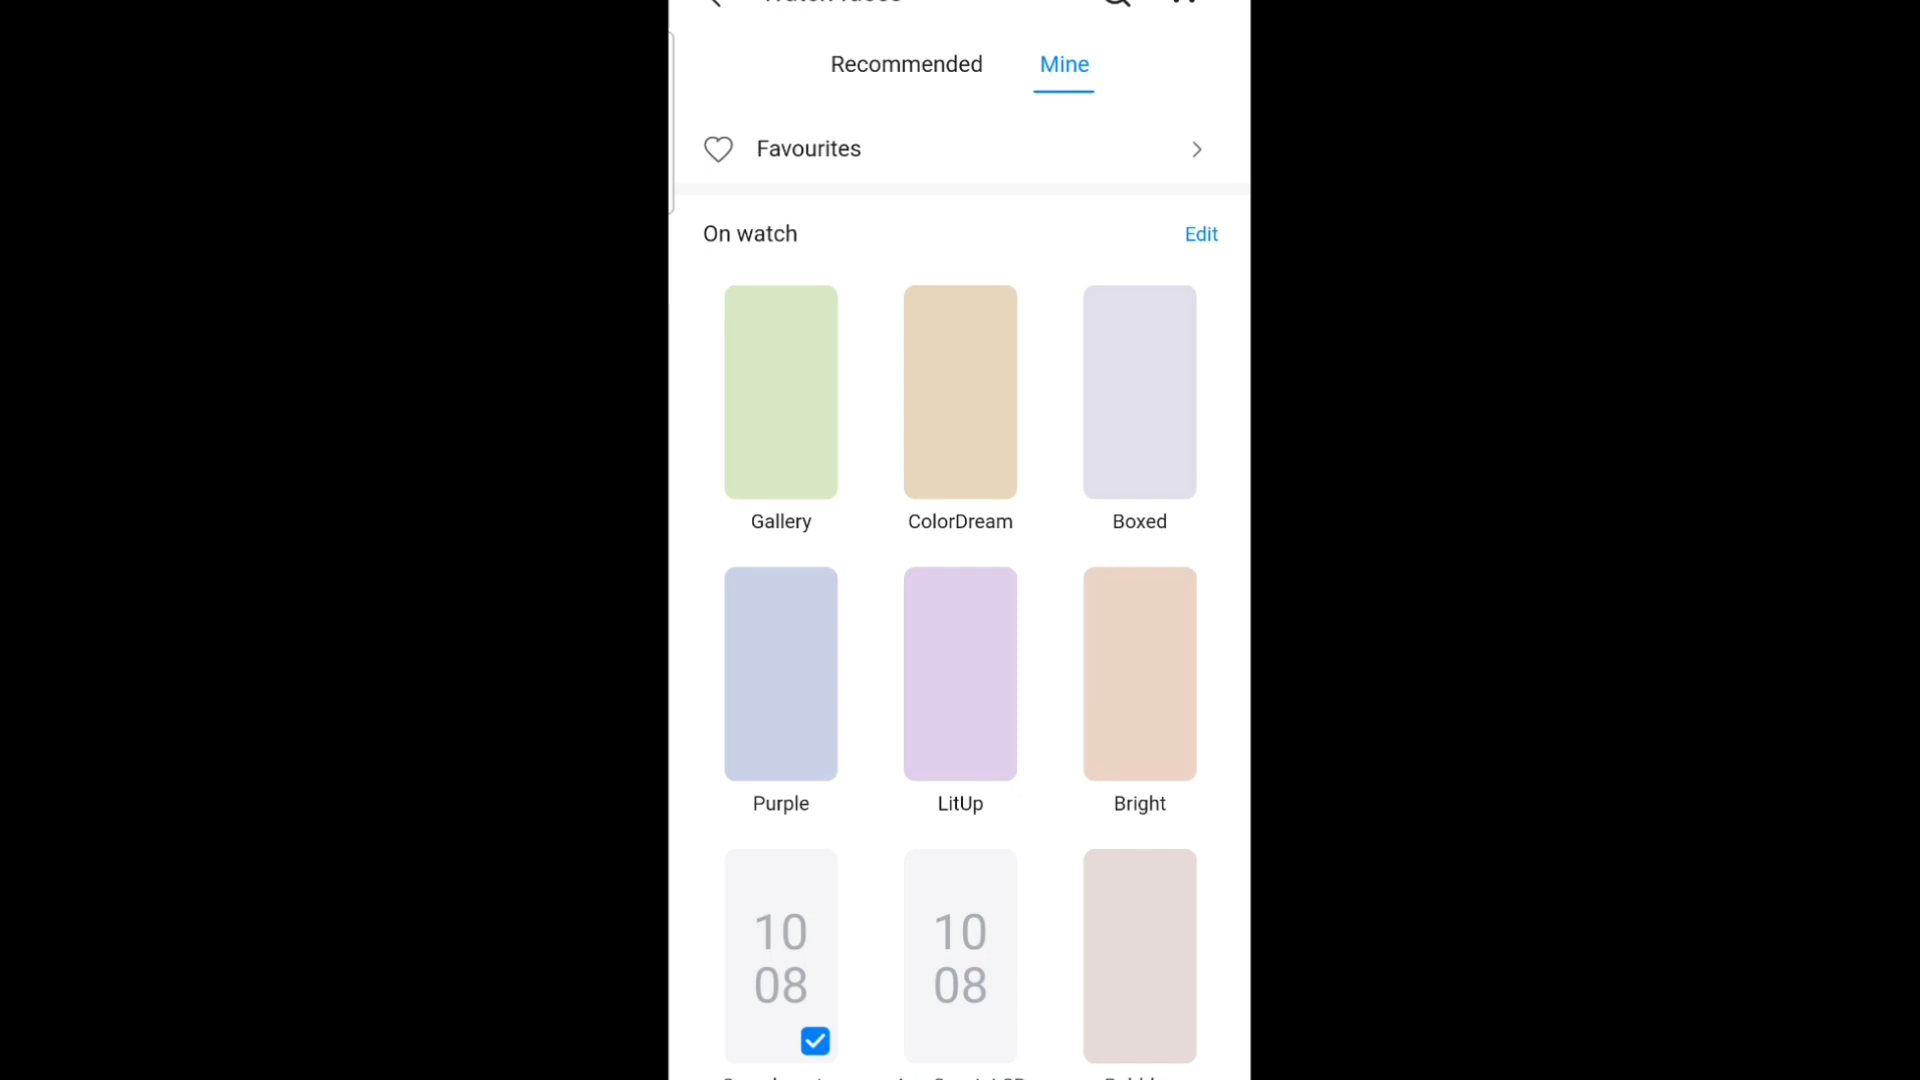 Recommended Mine
Favourites
On watch Edit
Gallery ColorDream Boxed
Purple LitUp Bright
10 10
08 08